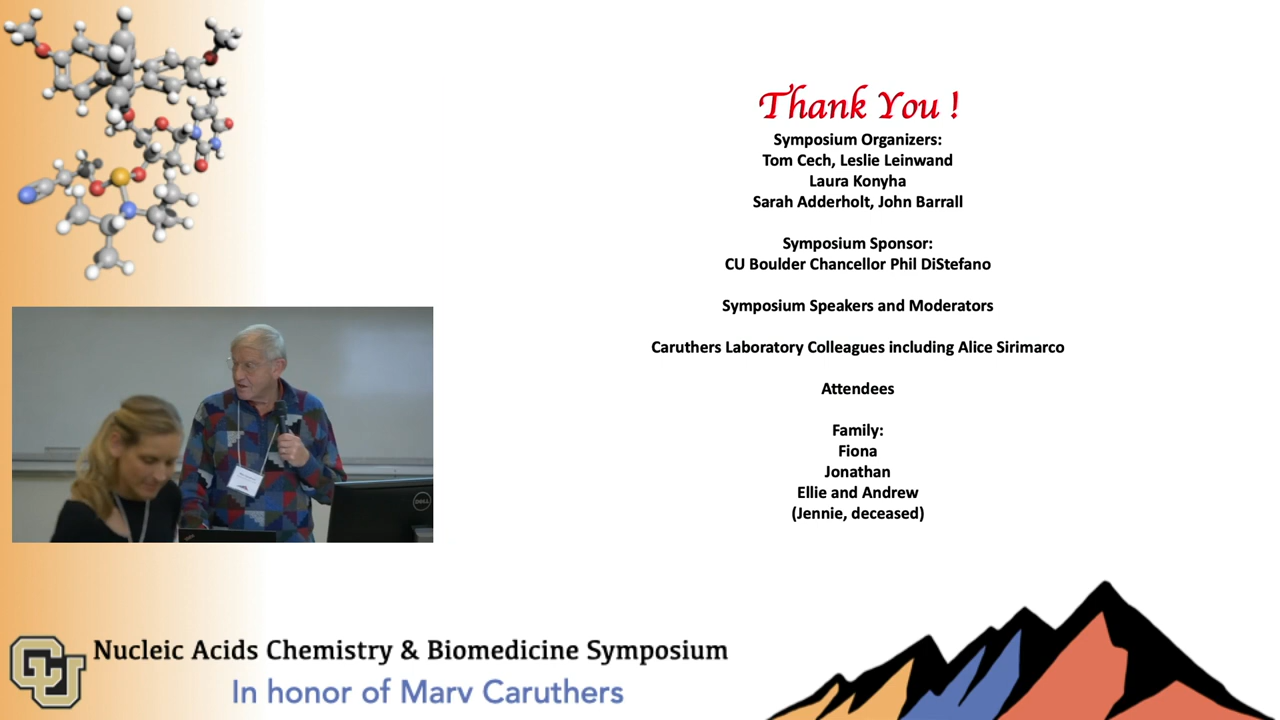 Thank You !
Symposium Organizers:
Tom Cech, Leslie Leinwand
Laura Konyha
Sarah Adderholt, John Barrall
Symposium Sponsor:
CU Boulder Chancellor Phil DiStefano
Symposium Speakers and Moderators
Caruthers Laboratory Colleagues including Alice Sirimarco
Attendees
Family:
Fiona
Jonathan
Ellie and Andrew
(Jennie, deceased)
DELL
CU
Nucleic Acids Chemistry & Biomedicine Symposium
In honor of Marv Caruthers